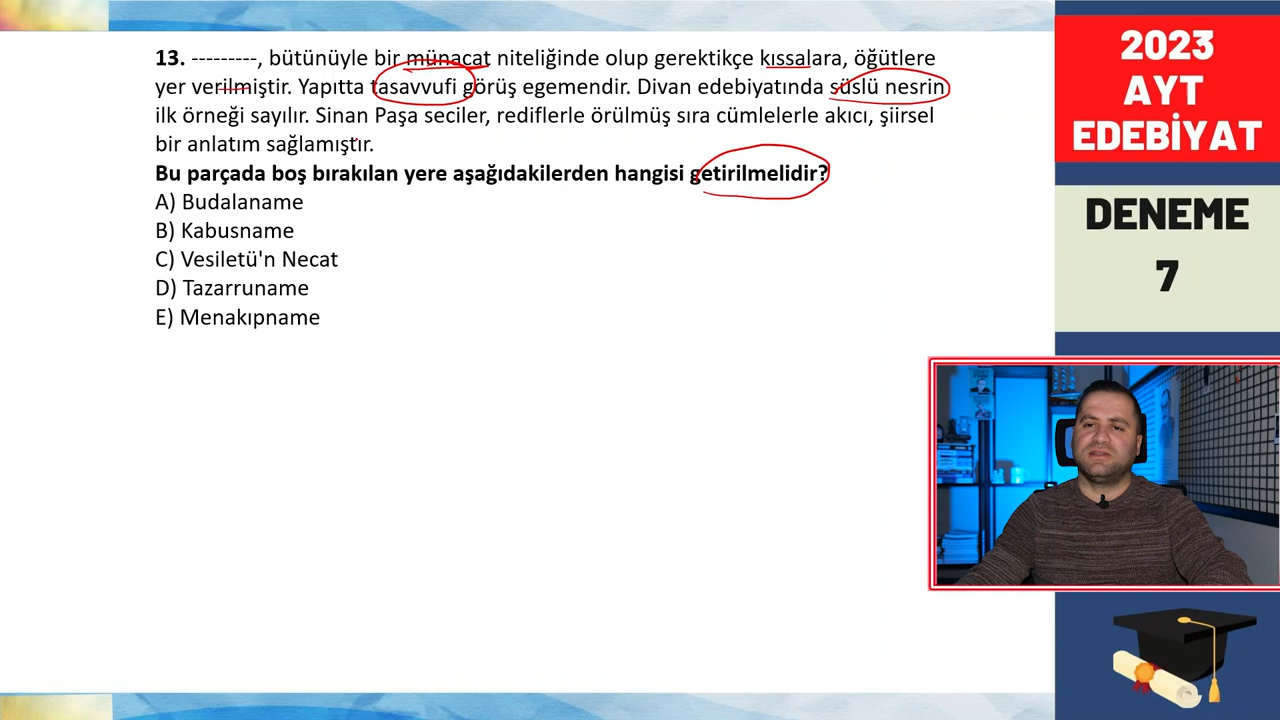 13. ---------, bütünüyle bir münacat niteliğinde olup gerektikçe kıssalara, öğütlere
yer verilmiştir. Yapıtta tasavvufi görüş egemendir. Divan edebiyatında süslü nesrin
ilk örneği sayılır. Sinan Paşa seciler, rediflerle örülmüş sıra cümlelerle akıcı, şiirsel
bir anlatım sağlamıştır.
Bu parçada boş bırakılan yere aşağıdakilerden hangisi getirilmelidir?
A) Budalaname
B) Kabusname
C) Vesiletü'n Necat
D) Tazarruname
E) Menakıpname
2023
AYT
EDEBİYAT
DENEME
7